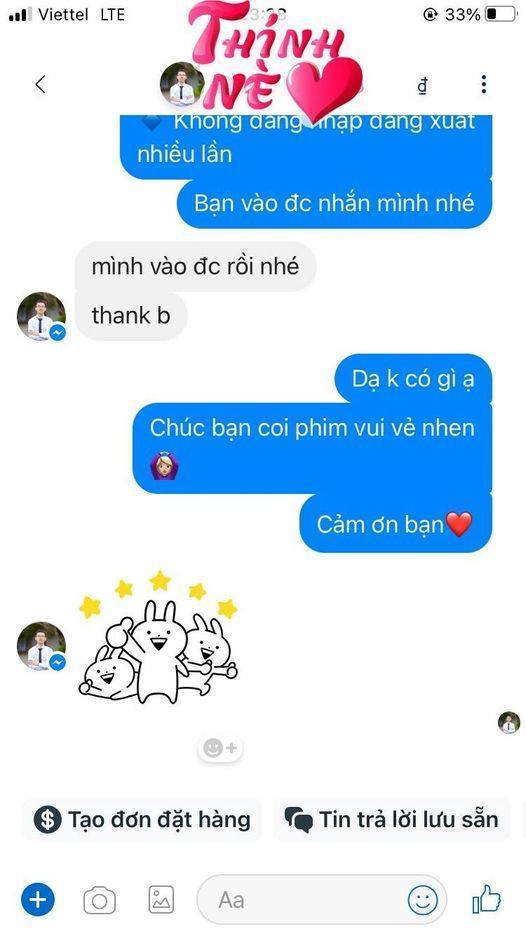 Viettel LTE
33%
THÍNH
NÈ
đ
Không đăng nhập đăng xuất
nhiều lần
Bạn vào đc nhắn mình nhé
mình vào đc rồi nhé
thank b
Dạ k có gì ạ
Chúc bạn coi phim vui vẻ nhen
Cảm ơn bạn
Tạo đơn đặt hàng
Tin trả lời lưu sẵn
Aa